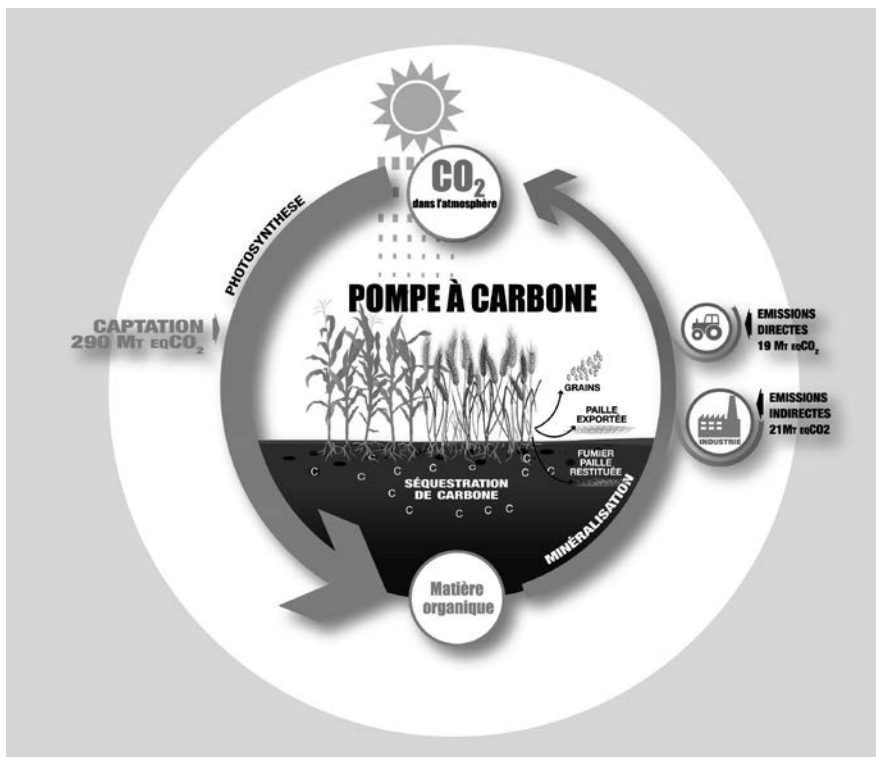 CO₂
dans l'atmosphère
PHOTOSYNTHESE
POMPE À CARBONE
CAPTATION
290 MT EQCO₂
EMISSIONS
DIRECTES
19 MT EQCO₂
GRAINS
EMISSIONS
INDIRECTES
21MT EQCO2
INDUSTRIE
PAILLE
EXPORTÉE
FUMIER
PAILLE
RESTITUÉE
C C C C C C C
C C C C C C
SÉQUESTRATION
DE CARBONE
MINÉRALISATION
Matière
organique